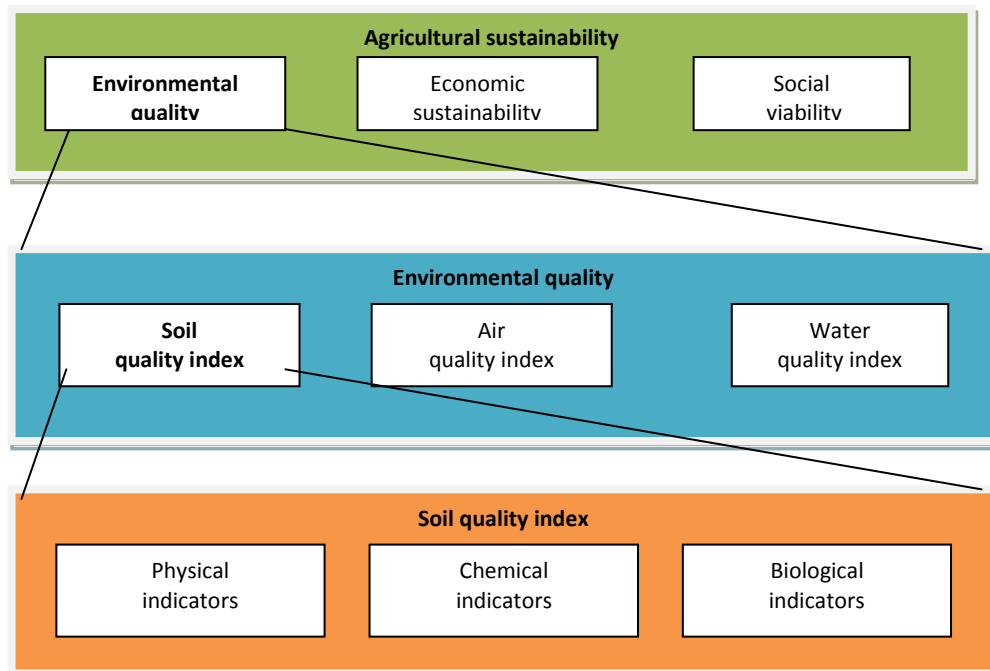 Agricultural sustainability
Environmental
quality
Economic
sustainability
Social
viability
Environmental quality
Soil
quality index
Air
quality index
Water
quality index
Soil quality index
Physical
indicators
Chemical
indicators
Biological
indicators